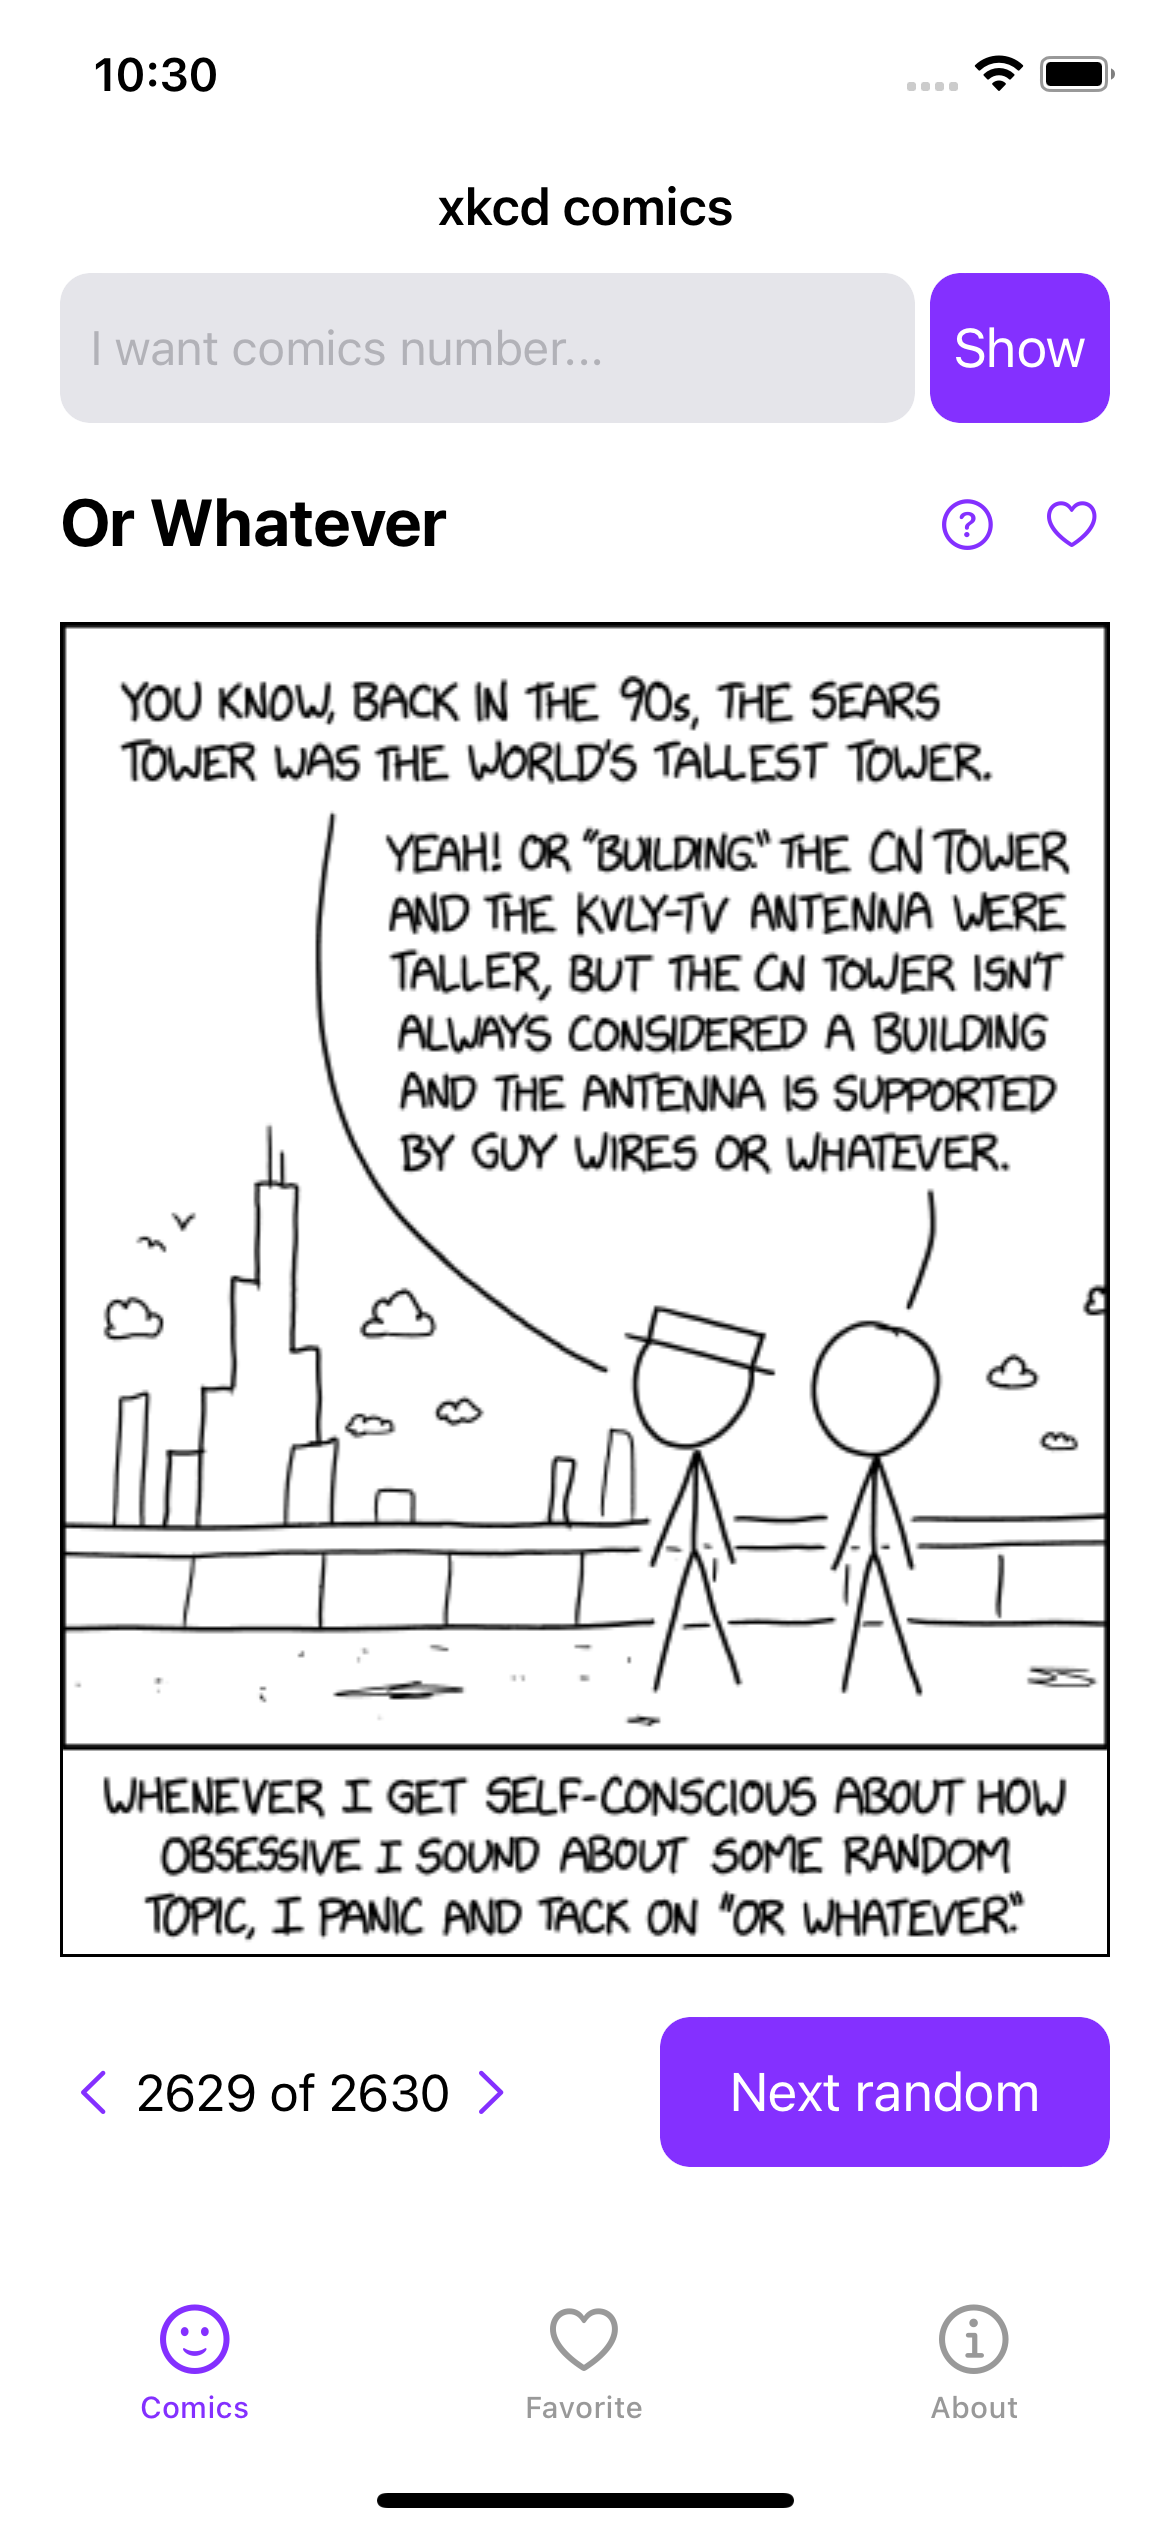 10:30
xkcd comics
I want comics number...
Show
Or Whatever
?
YOU KNOW, BACK IN THE 90s, THE SEARS
TOWER WAS THE WORLD'S TALLEST TOWER.
YEAH! OR "BUILDING." THE CN TOWER
AND THE KVLY-TV ANTENNA WERE
TALLER, BUT THE CN TOWER ISN'T
ALWAYS CONSIDERED A BUILDING
AND THE ANTENNA IS SUPPORTED
BY GUY WIRES OR WHATEVER.
WHENEVER I GET SELF-CONSCIOUS ABOUT HOW
OBSESSIVE I SOUND ABOUT SOME RANDOM
TOPIC, I PANIC AND TACK ON "OR WHATEVER."
2629 of 2630
Next random
Comics
Favorite
About